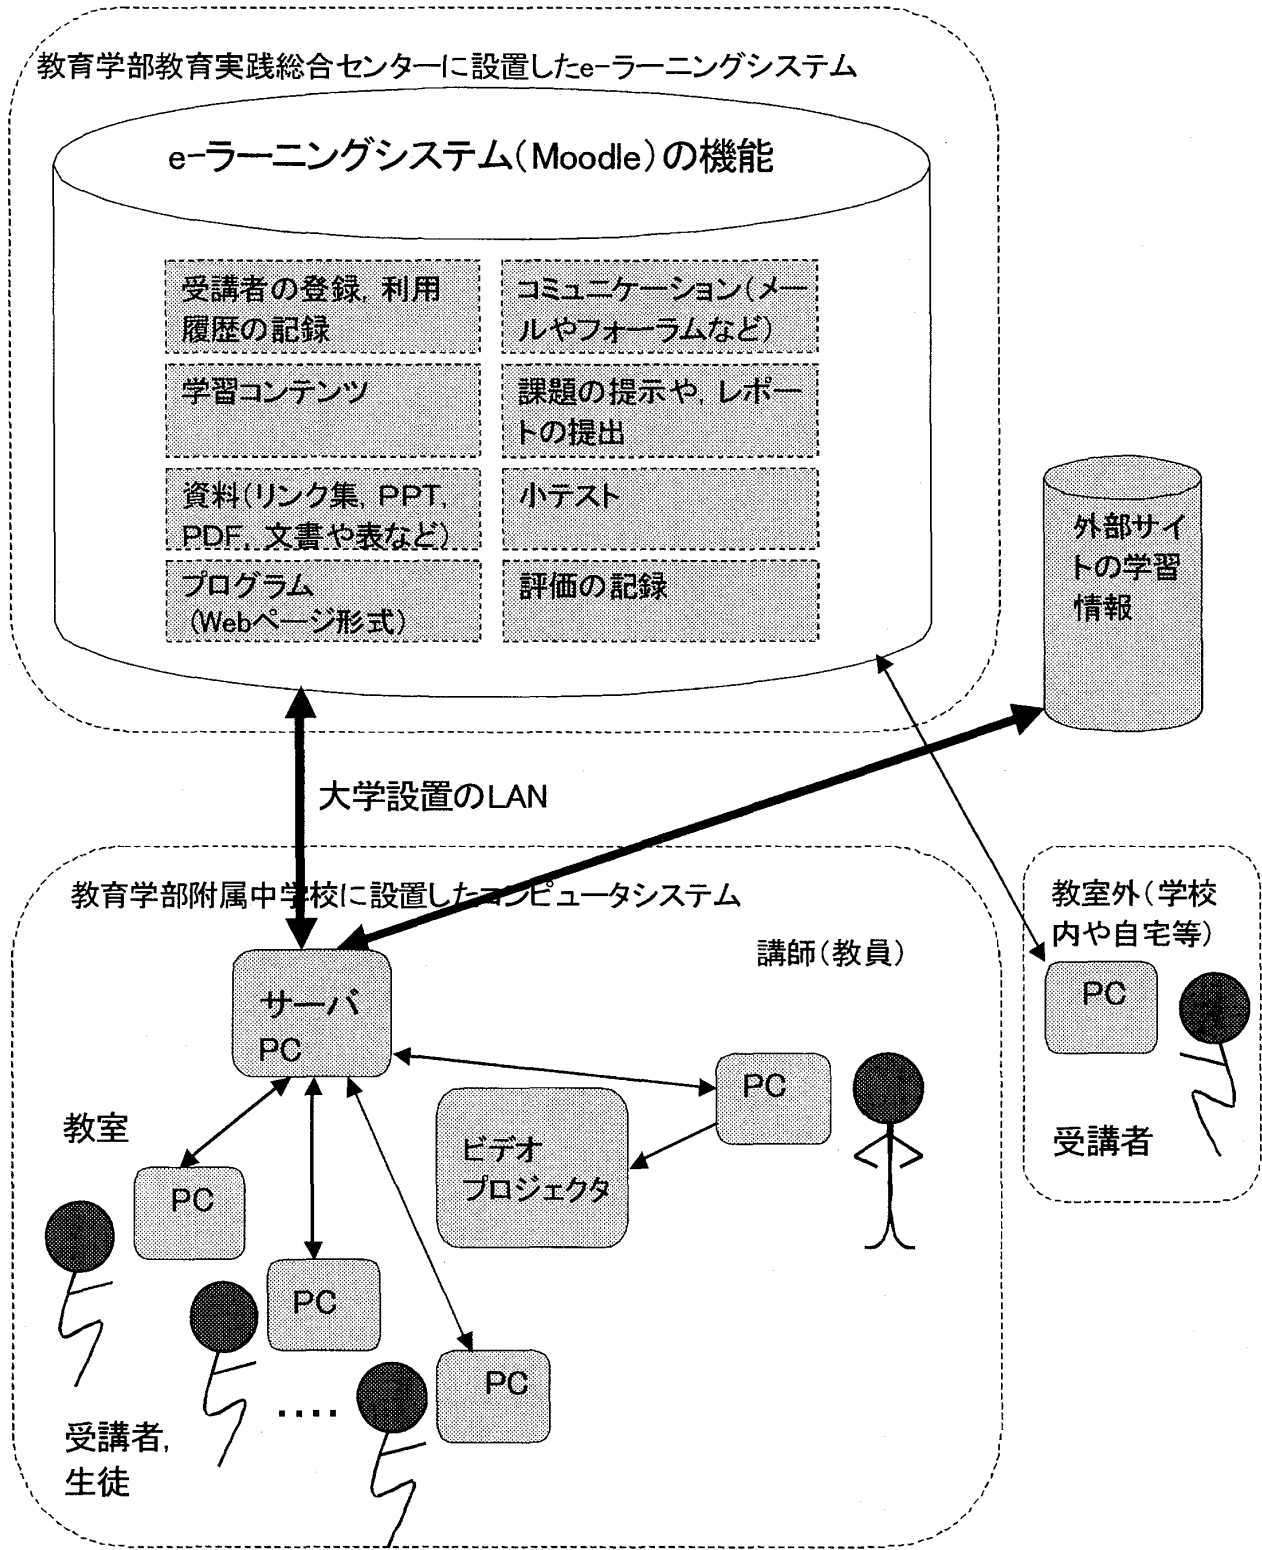 教育学部教育実践総合センターに設置したe-ラーニングシステム
e-ラーニングシステム(Moodle)の機能
受講者の登録, 利用
履歴の記録
コミュニケーション(メー
ルやフォーラムなど)
学習コンテンツ
課題の提示や, レポー
トの提出
資料(リンク集, PPT,
PDF, 文書や表など)
小テスト
プログラム
(Webページ形式)
評価の記録
外部サイ
トの学習
情報
大学設置のLAN
教育学部附属中学校に設置したコンピュータシステム
講師(教員)
サーバ
PC
PC
ビデオ
プロジェクタ
教室
PC
PC
PC
‥‥
受講者,
生徒
教室外(学校
内や自宅等)
PC
受講者